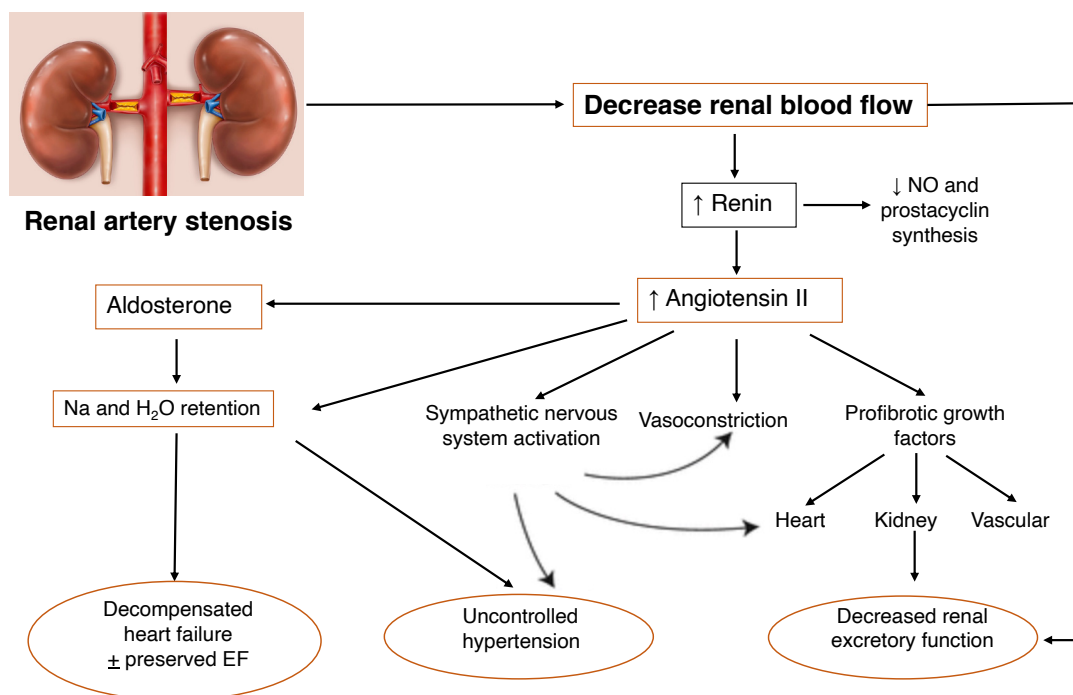 Decrease renal blood flow
Renal artery stenosis
↑ Renin
↓ NO and
prostacyclin
synthesis
Aldosterone
↑ Angiotensin II
Na and H₂O retention
Sympathetic nervous
system activation
Vasoconstriction
Profibrotic growth
factors
Heart
Kidney
Vascular
Decompensated
heart failure
± preserved EF
Uncontrolled
hypertension
Decreased renal
excretory function